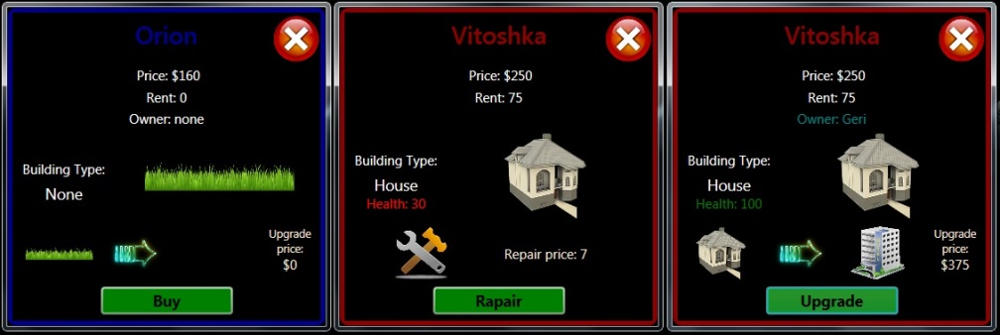 Orion
Price: $160
Rent: 0
Owner: none
Building Type:
None
Upgrade
price:
$0
Buy
Vitoshka
Price: $250
Rent: 75
Building Type:
House
Health: 30
Repair price: 7
Rapair
Vitoshka
Price: $250
Rent: 75
Owner: Geri
Building Type:
House
Health: 100
Upgrade
price:
$375
Upgrade